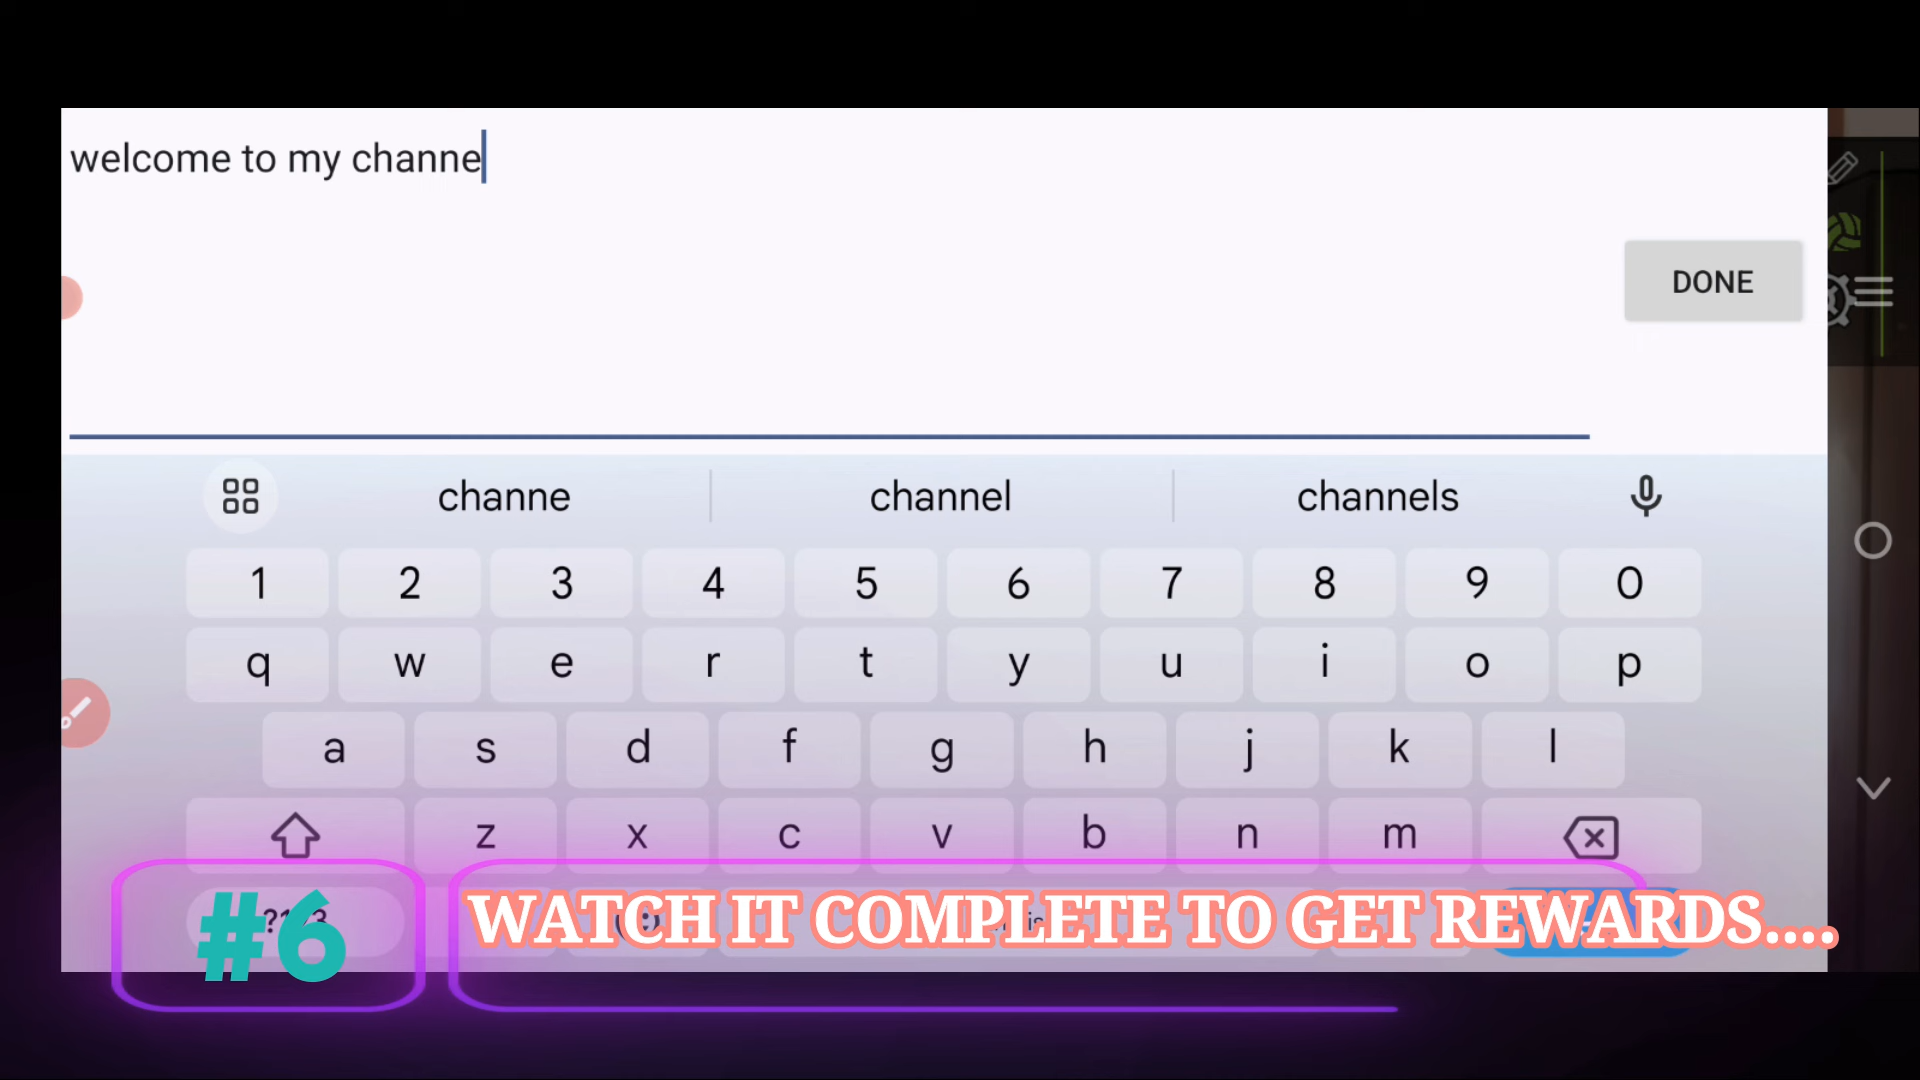 welcome to my channe
DONE
channe channel channels
1 2 3 4 5 6 7 8 9 0
q w e r t y u i o p
a s d f g h j k l
z x c v b n m
#6 WATCH IT COMPLETE TO GET REWARDS....